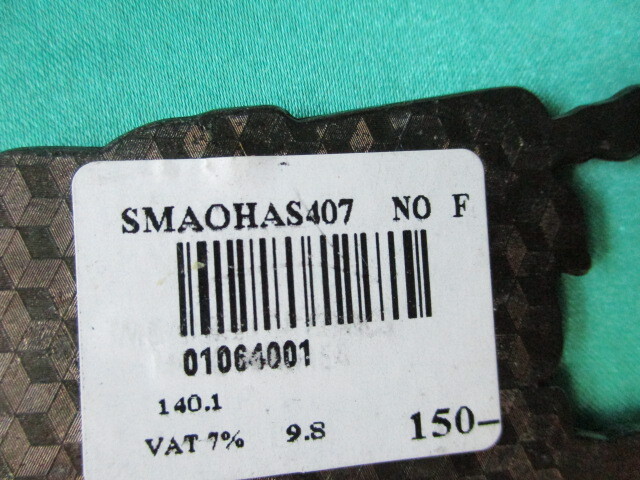 SMAOHAS407 NO F
01064001
140.1
VAT 7% 9.8 150-